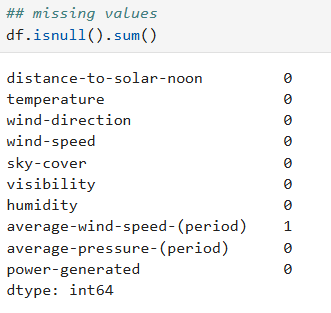 ## missing values
df.isnull().sum()
distance-to-solar-noon 0
temperature 0
wind-direction 0
wind-speed 0
sky-cover 0
visibility 0
humidity 0
average-wind-speed-(period) 1
average-pressure-(period) 0
power-generated 0
dtype: int64